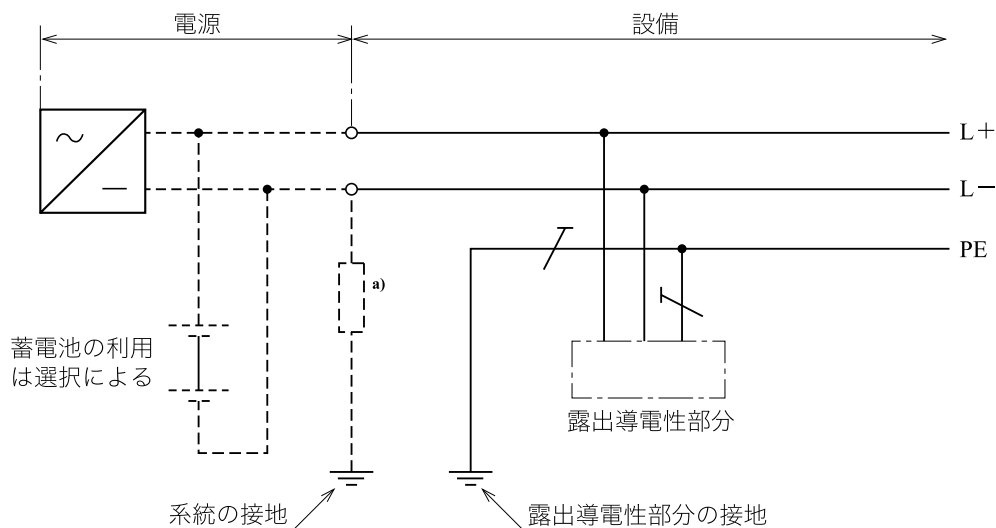 電源
設備
L+
L−
PE
a)
蓄電池の利用
は選択による
露出導電性部分
系統の接地
露出導電性部分の接地